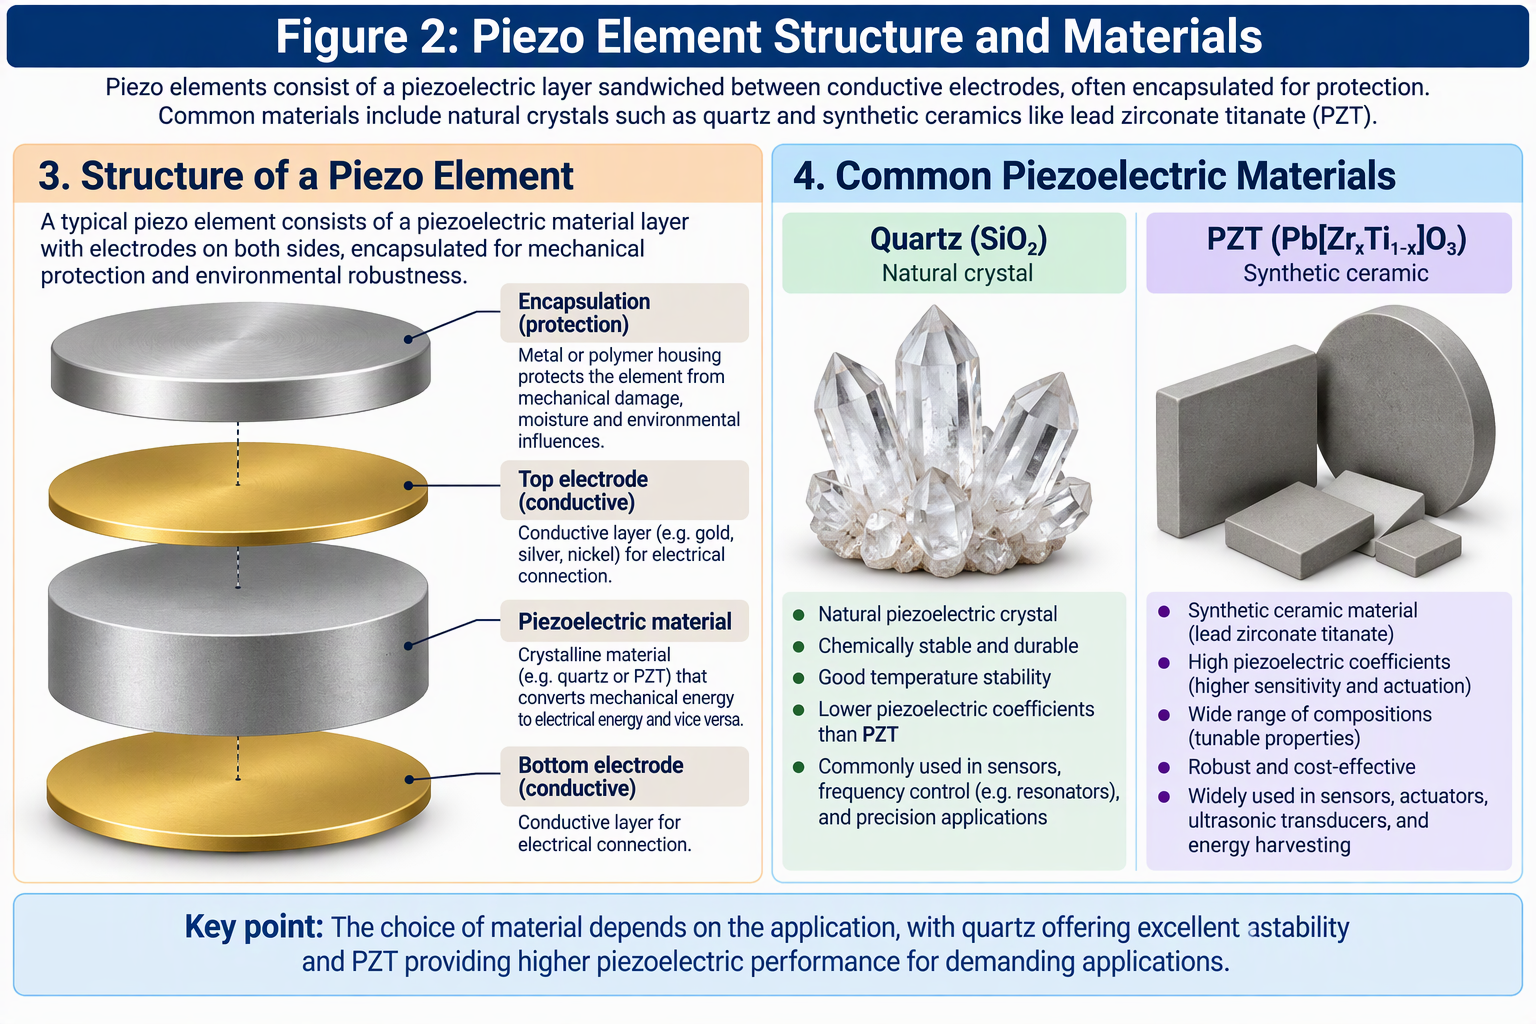 Figure 2: Piezo Element Structure and Materials
Piezo elements consist of a piezoelectric layer sandwiched between conductive electrodes, often encapsulated for protection.
Common materials include natural crystals such as quartz and synthetic ceramics like lead zirconate titanate (PZT).
3. Structure of a Piezo Element
A typical piezo element consists of a piezoelectric material layer
with electrodes on both sides, encapsulated for mechanical
protection and environmental robustness.
Encapsulation
(protection)
Metal or polymer housing
protects the element from
mechanical damage,
moisture and environmental
influences.
Top electrode
(conductive)
Conductive layer (e.g. gold,
silver, nickel) for electrical
connection.
Piezoelectric material
Crystalline material
(e.g. quartz or PZT) that
converts mechanical energy
to electrical energy and vice versa.
Bottom electrode
(conductive)
Conductive layer for
electrical connection.
4. Common Piezoelectric Materials
Quartz (SiO₂)
Natural crystal
● Natural piezoelectric crystal
● Chemically stable and durable
● Good temperature stability
● Lower piezoelectric coefficients
than PZT
● Commonly used in sensors,
frequency control (e.g. resonators),
and precision applications
PZT (Pb[ZrₓTi₁₋ₓ]O₃)
Synthetic ceramic
● Synthetic ceramic material
(lead zirconate titanate)
● High piezoelectric coefficients
(higher sensitivity and actuation)
● Wide range of compositions
(tunable properties)
● Robust and cost-effective
● Widely used in sensors, actuators,
ultrasonic transducers, and
energy harvesting
Key point: The choice of material depends on the application, with quartz offering excellent astability
and PZT providing higher piezoelectric performance for demanding applications.